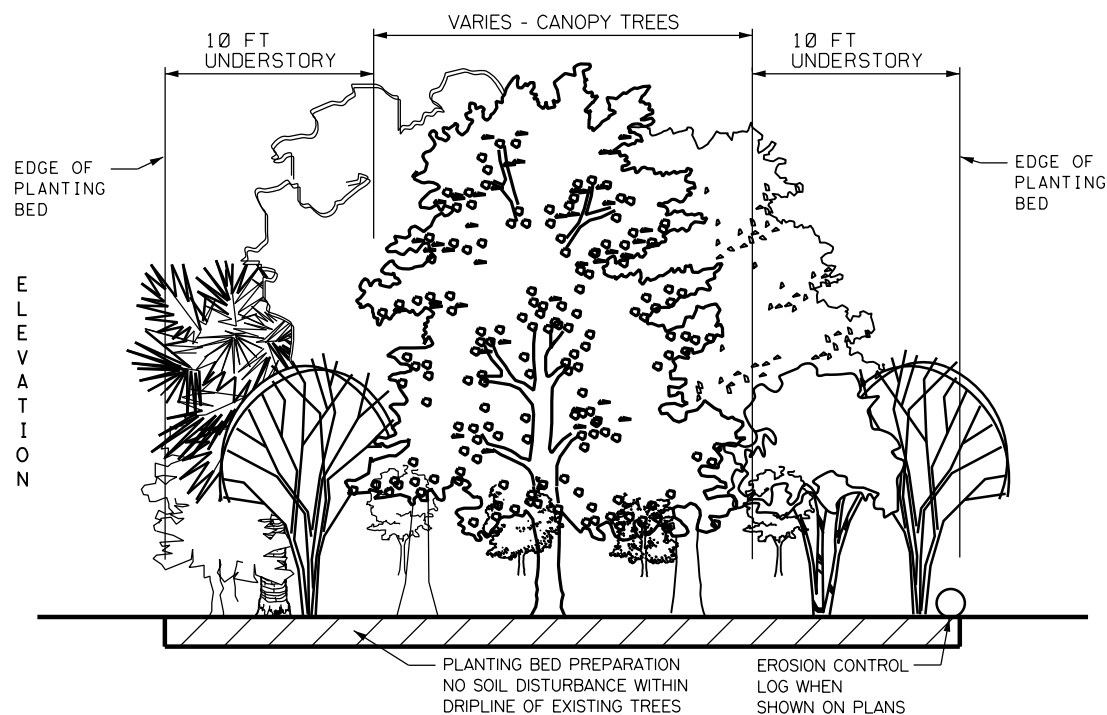 VARIES - CANOPY TREES
10 FT
UNDERSTORY
10 FT
UNDERSTORY
EDGE OF
PLANTING
BED
EDGE OF
PLANTING
BED
ELEVATION
PLANTING BED PREPARATION
NO SOIL DISTURBANCE WITHIN
DRIPLINE OF EXISTING TREES
EROSION CONTROL
LOG WHEN
SHOWN ON PLANS